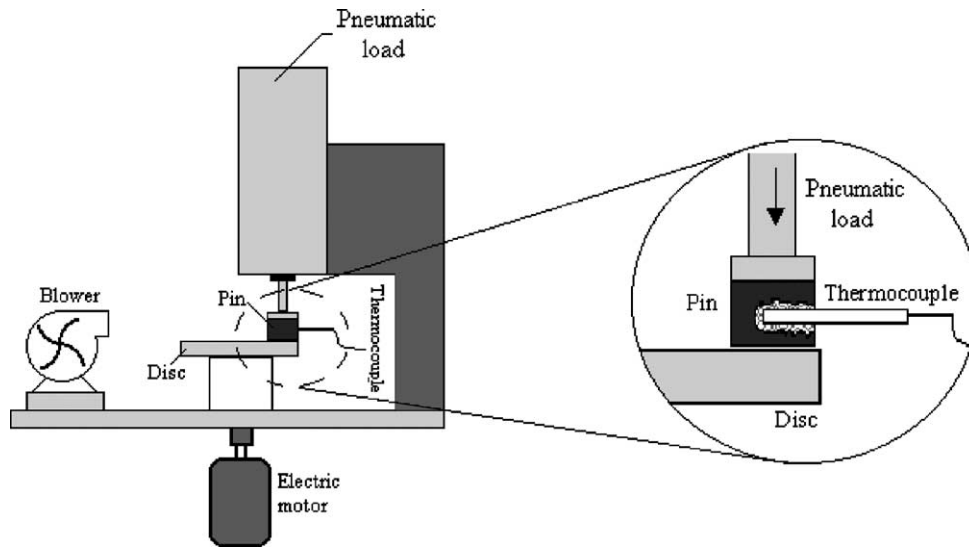 Pneumatic
load
Blower
Pin
Thermocouple
Disc
Electric
motor
Pneumatic
load
Pin
Thermocouple
Disc